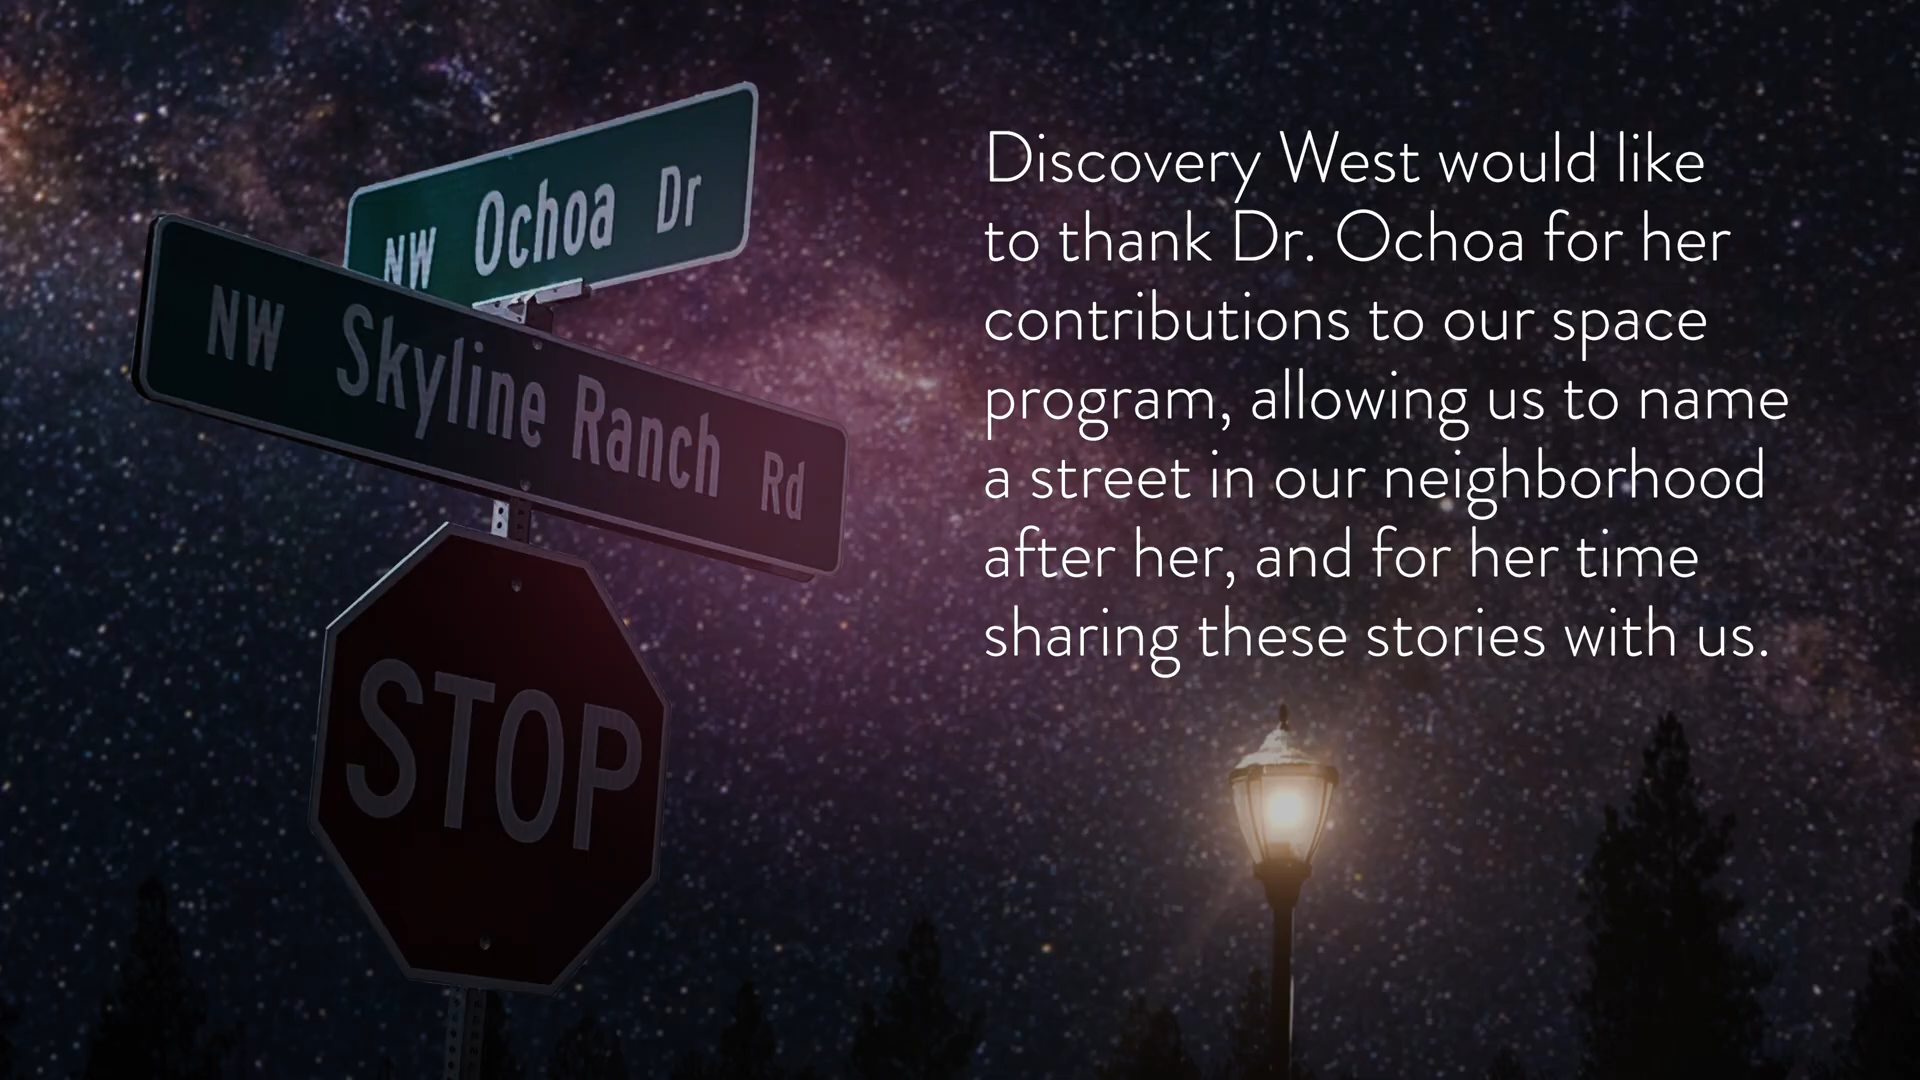 NW Ochoa Dr
NW Skyline Ranch Rd
STOP
Discovery West would like
to thank Dr. Ochoa for her
contributions to our space
program, allowing us to name
a street in our neighborhood
after her, and for her time
sharing these stories with us.